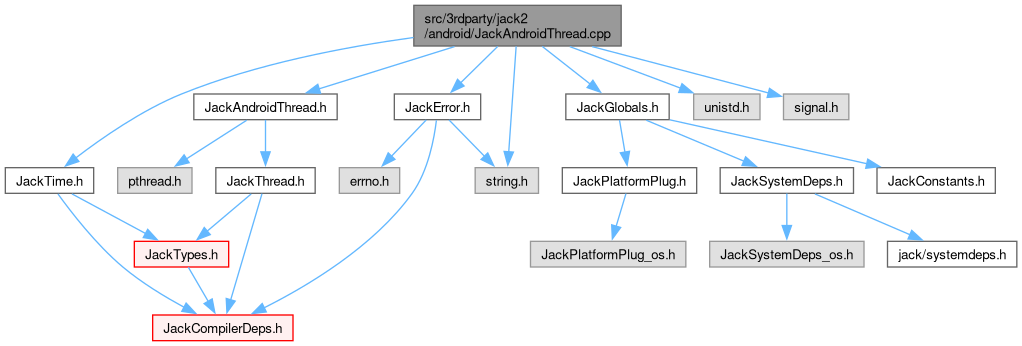 src/3rdparty/jack2
/android/JackAndroidThread.cpp
JackAndroidThread.h
JackError.h
JackGlobals.h
unistd.h
signal.h
JackTime.h
pthread.h
JackThread.h
errno.h
string.h
JackPlatformPlug.h
JackSystemDeps.h
JackConstants.h
JackTypes.h
JackPlatformPlug_os.h
JackSystemDeps_os.h
jack/systemdeps.h
JackCompilerDeps.h